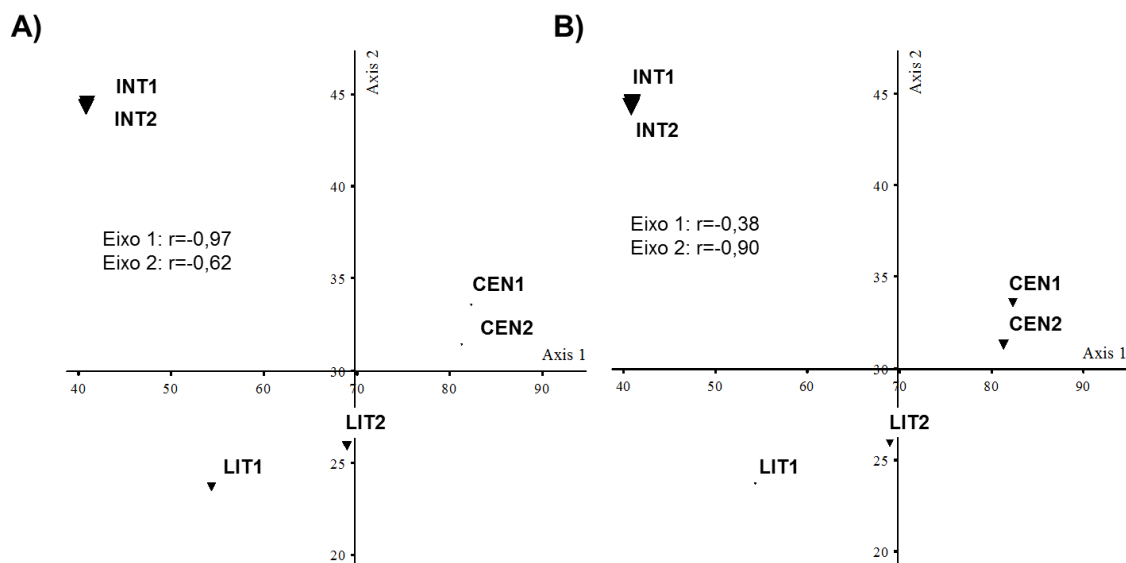 A)
Axis 2
INT1
INT2
45
40
Eixo 1: r=-0,97
Eixo 2: r=-0,62
35
CEN1
CEN2
Axis 1
30
40
50
60
70
80
90
LIT2
LIT1
25
20
B)
Axis 2
INT1
INT2
45
40
Eixo 1: r=-0,38
Eixo 2: r=-0,90
35
CEN1
CEN2
Axis 1
30
40
50
60
70
80
90
LIT2
LIT1
25
20